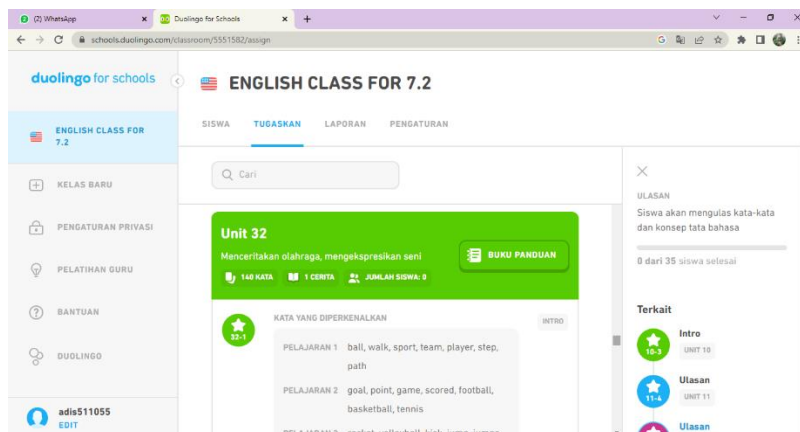 (2) WhatsApp
Duolingo for Schools
schools.duolingo.com/classroom/5551582/assign
duolingo for schools
ENGLISH CLASS FOR
7.2
KELAS BARU
PENGATURAN PRIVASI
PELATIHAN GURU
BANTUAN
DUOLINGO
adis511055
EDIT
ENGLISH CLASS FOR 7.2
SISWA TUGASKAN LAPORAN PENGATURAN
Cari
Unit 32
Menceritakan olahraga, mengekspresikan seni
140 KATA 1 CERITA JUMLAH SISWA: 0
BUKU PANDUAN
32-1
KATA YANG DIPERKENALKAN
INTRO
PELAJARAN 1 ball, walk, sport, team, player, step,
path
PELAJARAN 2 goal, point, game, scored, football,
basketball, tennis
ULASAN
Siswa akan mengulas kata-kata
dan konsep tata bahasa
0 dari 35 siswa selesai
Terkait
10-3
Intro
UNIT 10
11-4
Ulasan
UNIT 11
Ulasan